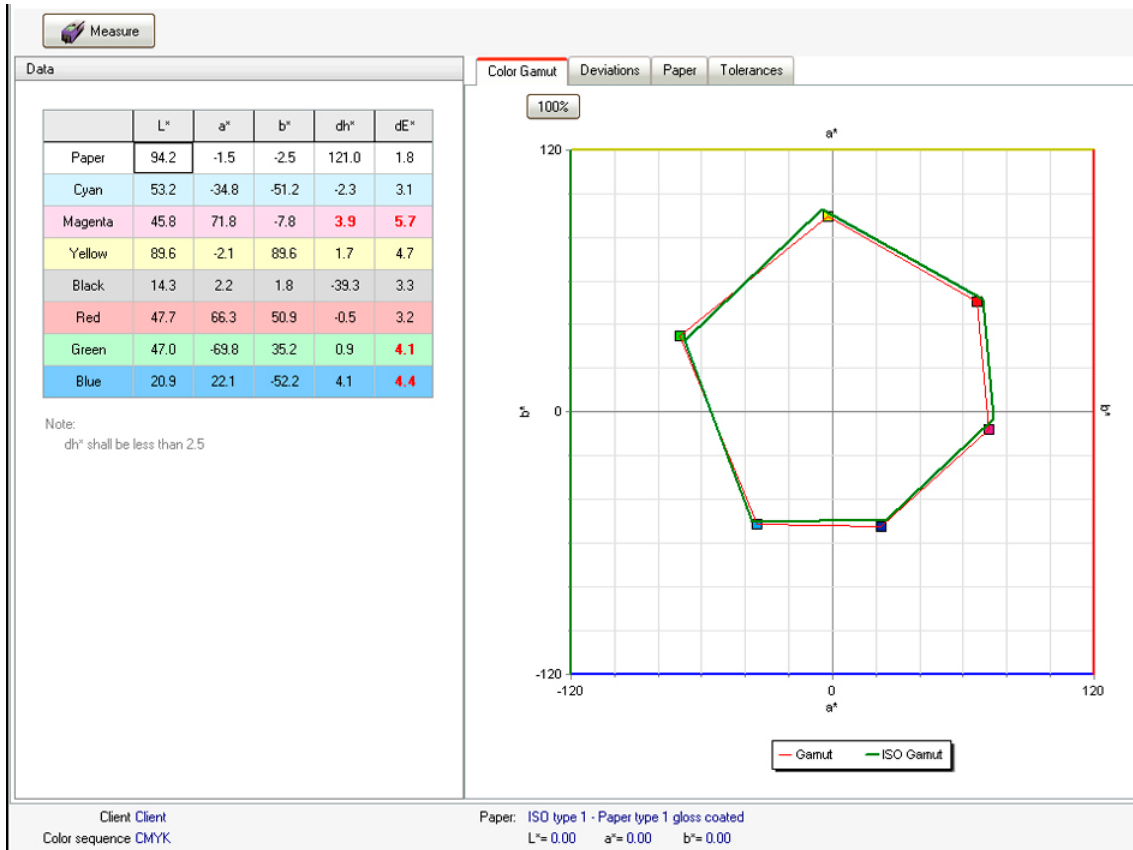 Measure
Data
Color Gamut Deviations Paper Tolerances
100%
L* a* b* dh* dE*
Paper 94.2 -1.5 -2.5 121.0 1.8
Cyan 53.2 -34.8 -51.2 -2.3 3.1
Magenta 45.8 71.8 -7.8 3.9 5.7
Yellow 89.6 -2.1 89.6 1.7 4.7
Black 14.3 2.2 1.8 -39.3 3.3
Red 47.7 66.3 50.9 -0.5 3.2
Green 47.0 -69.8 35.2 0.9 4.1
Blue 20.9 22.1 -52.2 4.1 4.4
Note:
dh* shall be less than 2.5
a*
120
b*
0
b*
-120
-120 0 120
a*
Gamut ISO Gamut
Client Client
Color sequence CMYK
Paper: ISO type 1 - Paper type 1 gloss coated
L*= 0.00 a*= 0.00 b*= 0.00